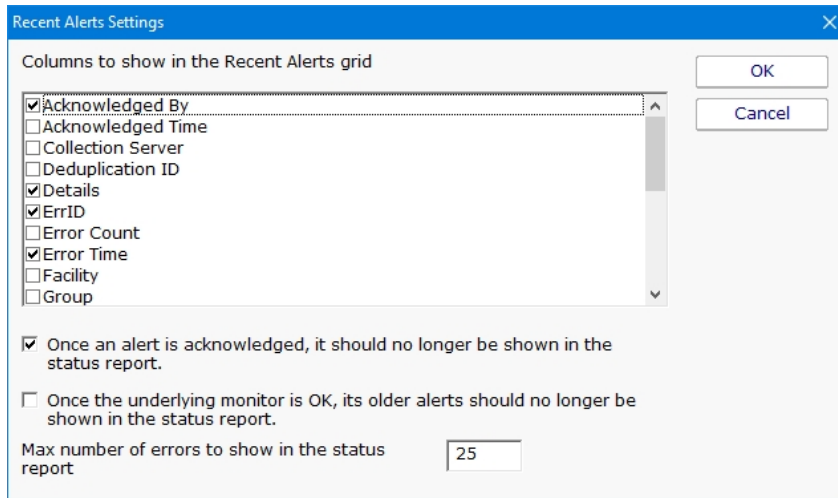 Recent Alerts Settings
Columns to show in the Recent Alerts grid
OK
Cancel
Acknowledged By
Acknowledged Time
Collection Server
Deduplication ID
Details
ErrID
Error Count
Error Time
Facility
Group
Once an alert is acknowledged, it should no longer be shown in the
status report.
Once the underlying monitor is OK, its older alerts should no longer be
shown in the status report.
Max number of errors to show in the status
report
25